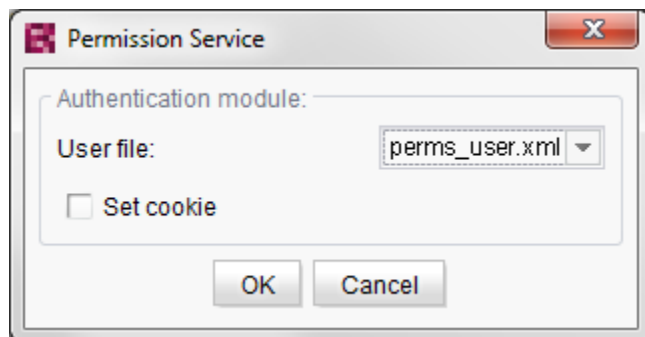 Permission Service
Authentication module:
User file: perms_user.xml
Set cookie
OK Cancel